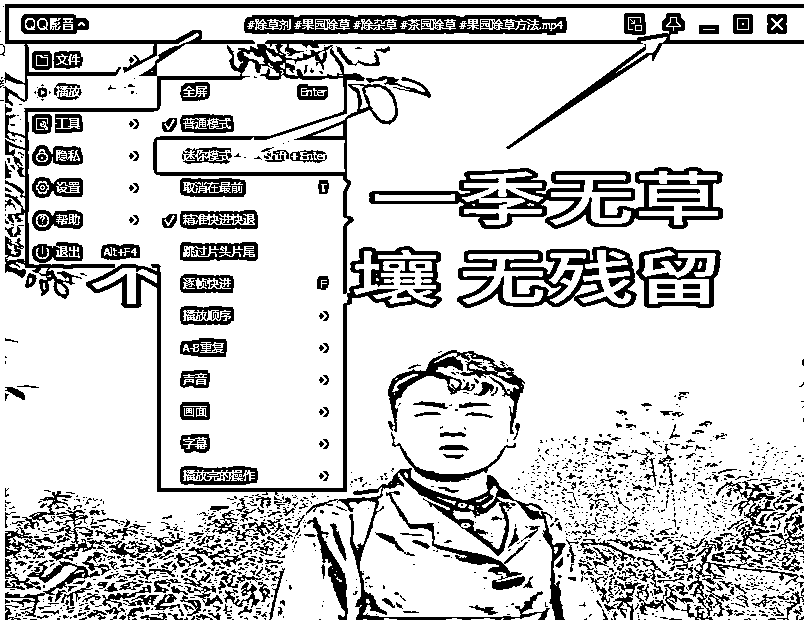 QQ影音
#除草剂 #果园除草 #除杂草 #茶园除草 #果园除草方法.mp4
文件
播放
工具
隐私
设置
帮助
退出 Alt+F4
全屏 Enter
普通模式
迷你模式 Shift + Enter
取消在最前 T
精准快进快退
跳过片头片尾
逐帧快进 F
播放顺序
A-B重复
声音
画面
字幕
播放完的操作
一季无草
壤 无残留